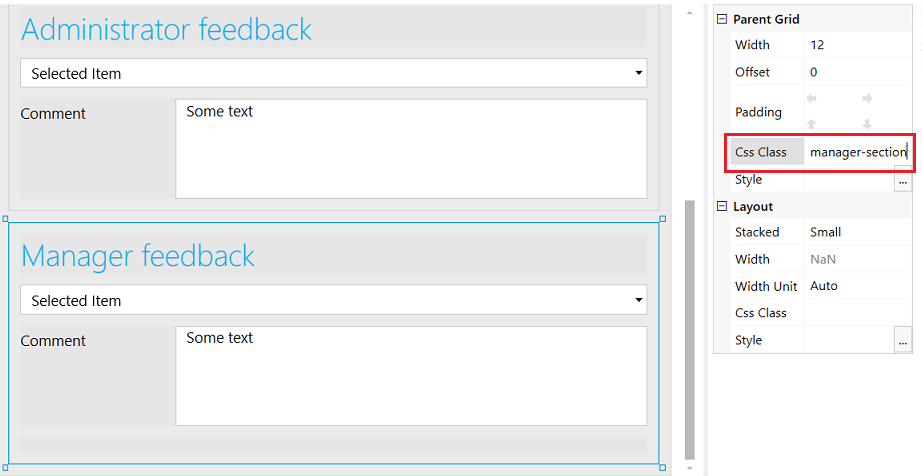 Administrator feedback
Selected Item
Comment
Some text
Manager feedback
Selected Item
Comment
Some text
Parent Grid
Width 12
Offset 0
Padding
Css Class manager-section
Style ...
Layout
Stacked Small
Width NaN
Width Unit Auto
Css Class
Style ...